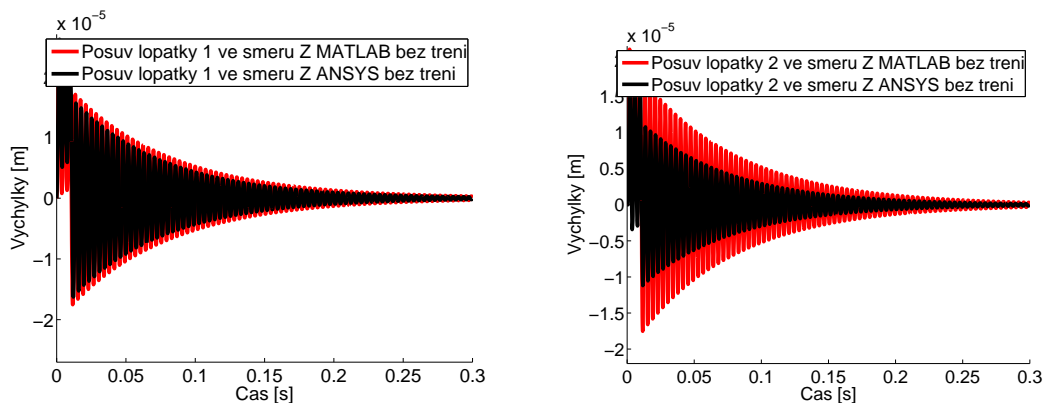 x 10⁻⁵
Posuv lopatky 1 ve smeru Z MATLAB bez treni
Posuv lopatky 1 ve smeru Z ANSYS bez treni
1
0
−1
−2
Vychylky [m]
0 0.05 0.1 0.15 0.2 0.25 0.3
Cas [s]
x 10⁻⁵
Posuv lopatky 2 ve smeru Z MATLAB bez treni
Posuv lopatky 2 ve smeru Z ANSYS bez treni
1.5
1
0.5
0
−0.5
−1
−1.5
−2
Vychylky [m]
0 0.05 0.1 0.15 0.2 0.25 0.3
Cas [s]